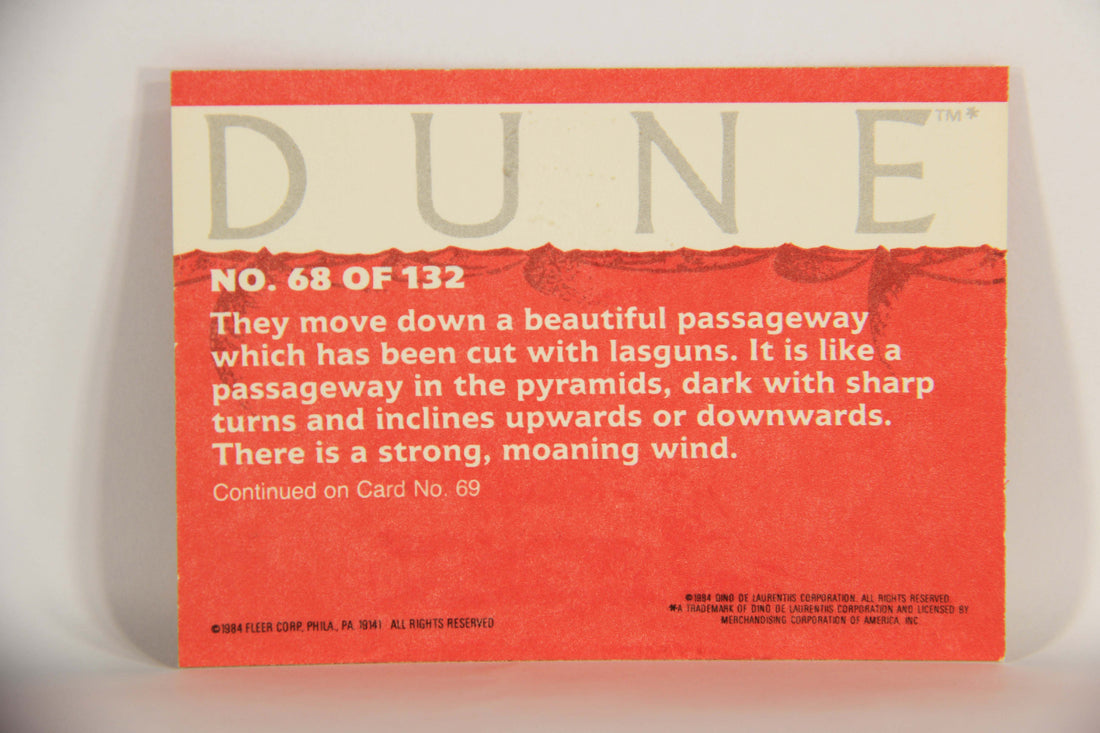 DUNE™*
NO. 68 OF 132
They move down a beautiful passageway
which has been cut with lasguns. It is like a
passageway in the pyramids, dark with sharp
turns and inclines upwards or downwards.
There is a strong, moaning wind.
Continued on Card No. 69
©1984 DINO DE LAURENTIIS CORPORATION. ALL RIGHTS RESERVED.
*A TRADEMARK OF DINO DE LAURENTIIS CORPORATION AND LICENSED BY
MERCHANDISING CORPORATION OF AMERICA, INC.
©1984 FLEER CORP., PHILA., PA. 19141 ALL RIGHTS RESERVED